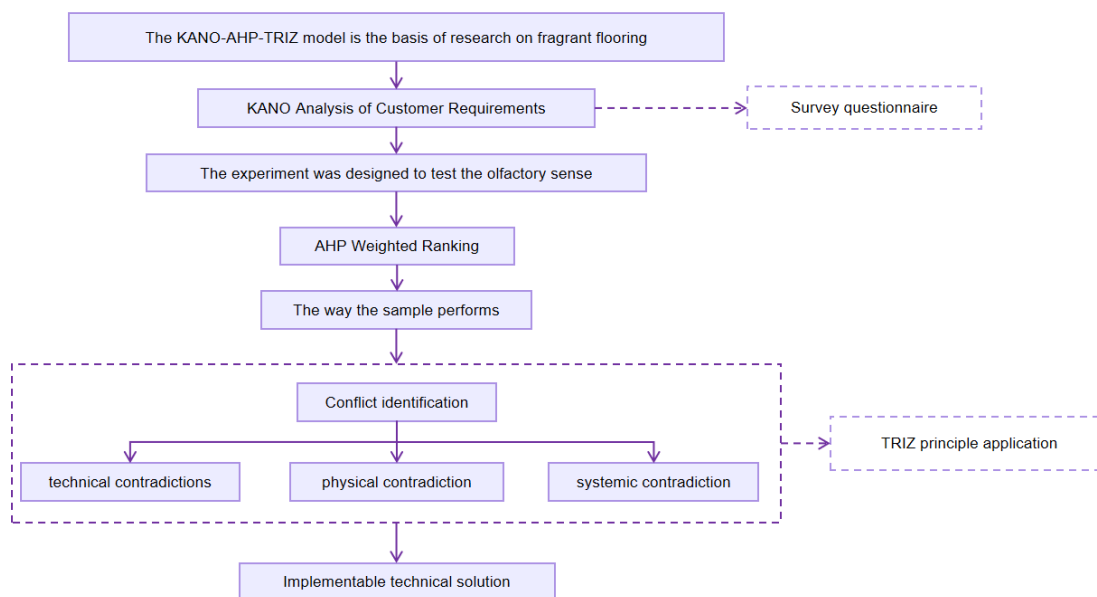 The KANO-AHP-TRIZ model is the basis of research on fragrant flooring
KANO Analysis of Customer Requirements
Survey questionnaire
The experiment was designed to test the olfactory sense
AHP Weighted Ranking
The way the sample performs
Conflict identification
TRIZ principle application
technical contradictions
physical contradiction
systemic contradiction
Implementable technical solution